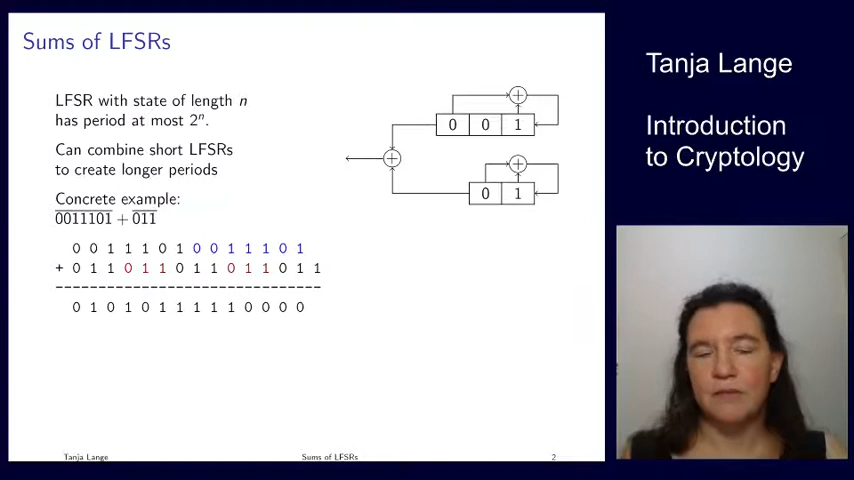 Sums of LFSRs
LFSR with state of length n
has period at most 2ⁿ.
Can combine short LFSRs
to create longer periods
Concrete example:
0011101 + 011
0 0 1 1 1 0 1 0 0 1 1 1 0 1
+ 0 1 1 0 1 1 0 1 1 0 1 1 0 1 1
------------------------------
0 1 0 1 0 1 1 1 1 1 0 0 0 0
+
0 0 1
+
+
0 1
Tanja Lange
Sums of LFSRs
2
Tanja Lange
Introduction
to Cryptology